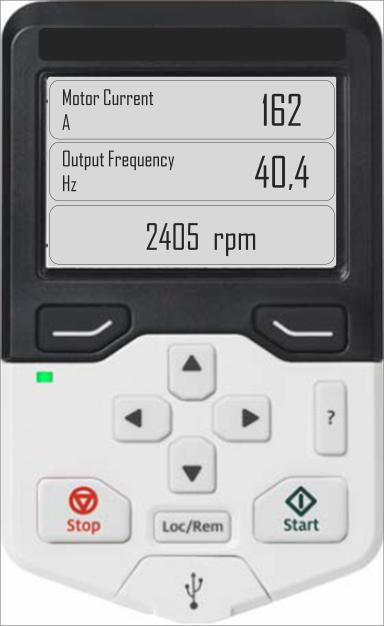 Motor Current
A
162
Output Frequency
Hz
40,4
2405 rpm
?
Stop
Loc/Rem
Start